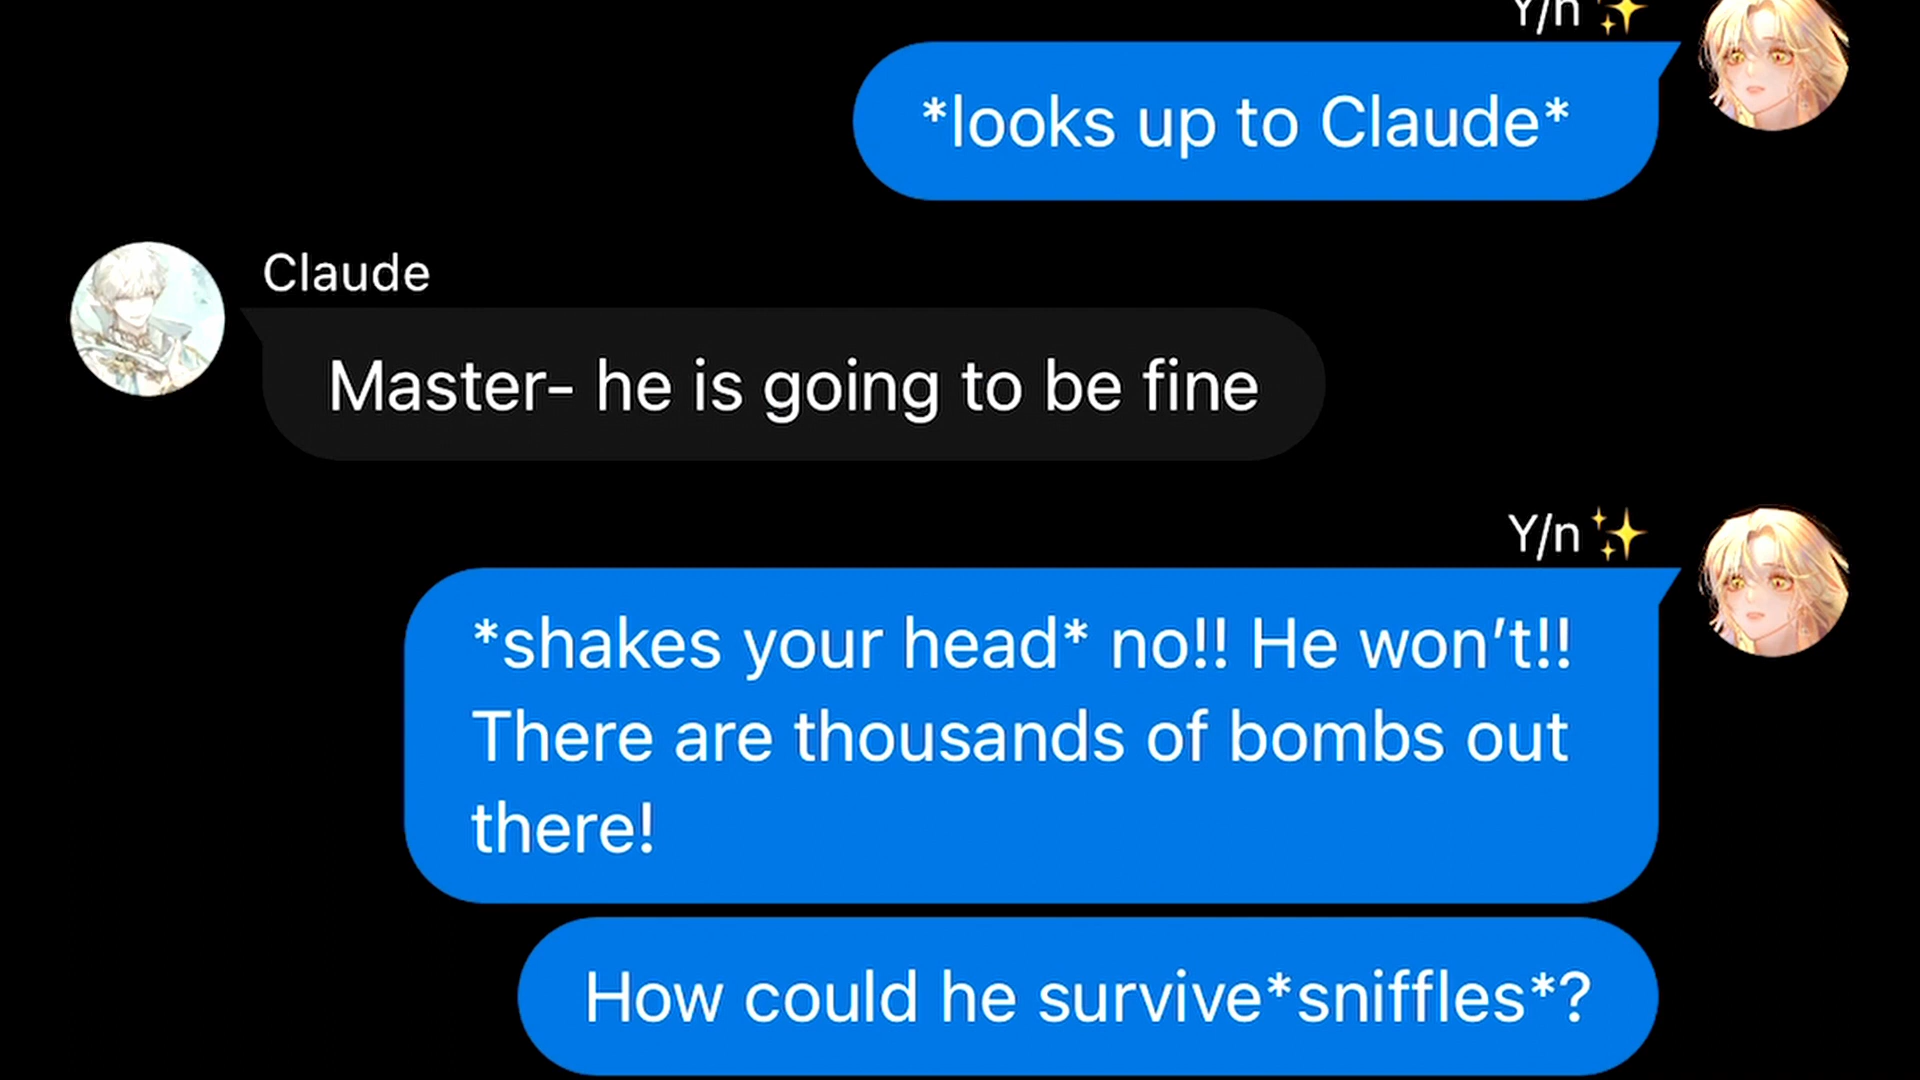 Y/n ✨
*looks up to Claude*
Claude
Master- he is going to be fine
Y/n ✨
*shakes your head* no!! He won’t!!
There are thousands of bombs out
there!
How could he survive*sniffles*?